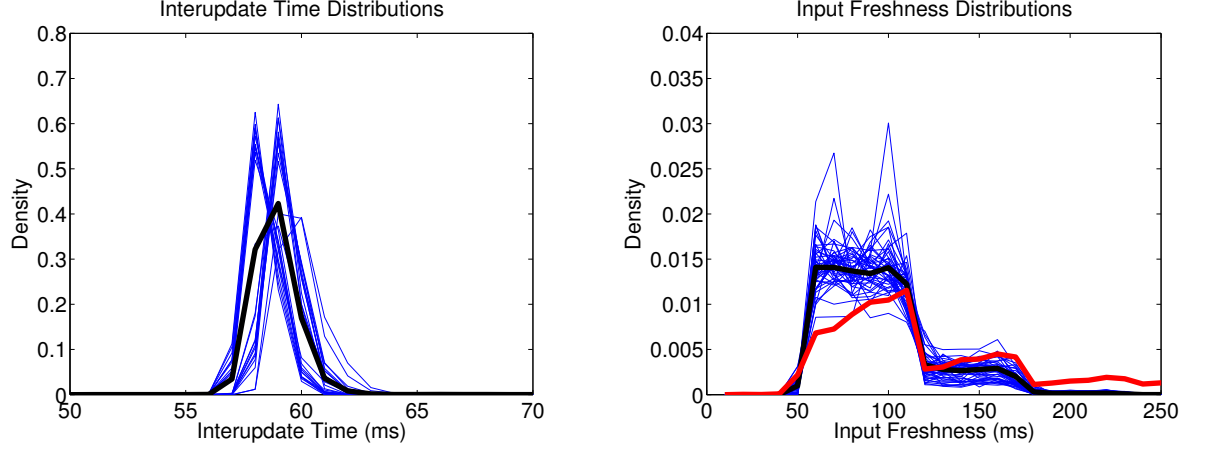 Interupdate Time Distributions
0.8
0.7
0.6
0.5
0.4
0.3
0.2
0.1
0
Density
50 55 60 65 70
Interupdate Time (ms)
Input Freshness Distributions
0.04
0.035
0.03
0.025
0.02
0.015
0.01
0.005
0
Density
0 50 100 150 200 250
Input Freshness (ms)